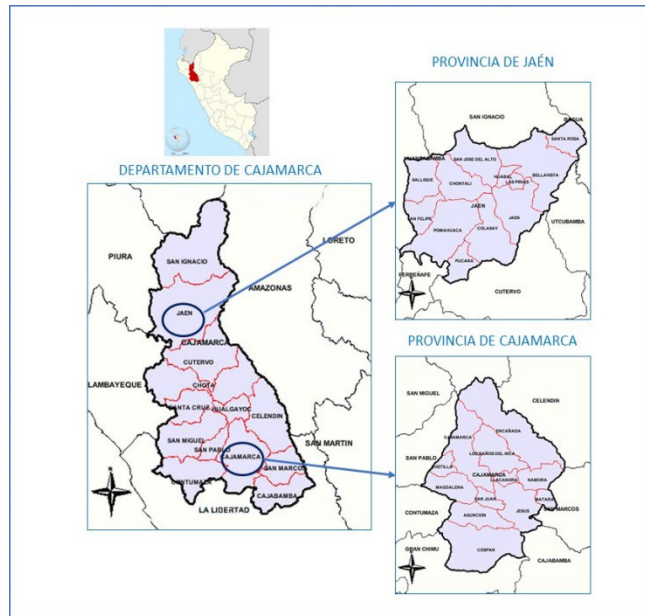 PROVINCIA DE JAÉN
SAN IGNACIO
BAGUA
SANTA ROSA
HUANCABAMBA
SAN JOSE DEL ALTO
HUABAL
LAS PIRIAS
BELLAVISTA
SALLIQUE
CHONTALI
JAEN
SAN FELIPE
JAEN
UTCUBAMBA
POMAHUACA
COLASAY
PUCARA
FERREÑAFE
CUTERVO
DEPARTAMENTO DE CAJAMARCA
LORETO
PIURA
SAN IGNACIO
AMAZONAS
JAEN
CAJAMARCA
CUTERVO
LAMBAYEQUE
CHOTA
SANTA CRUZ
HUALGAYOC
CELENDIN
SAN MIGUEL
SAN PABLO
SAN MARTIN
CAJAMARCA
SAN MARCOS
N
CONTUMAZA
CAJABAMBA
LA LIBERTAD
PROVINCIA DE CAJAMARCA
SAN MIGUEL
CELENDIN
ENCAÑADA
CAJAMARCA
SAN PABLO
LOS BAÑOS DEL INCA
CHETILLA
CAJAMARCA
MAGDALENA
LLACANORA
NAMORA
SAN JUAN
MATARA
CONTUMAZA
ASUNCION
JESUS
SAN MARCOS
GRAN CHIMU
COSPAN
CAJABAMBA